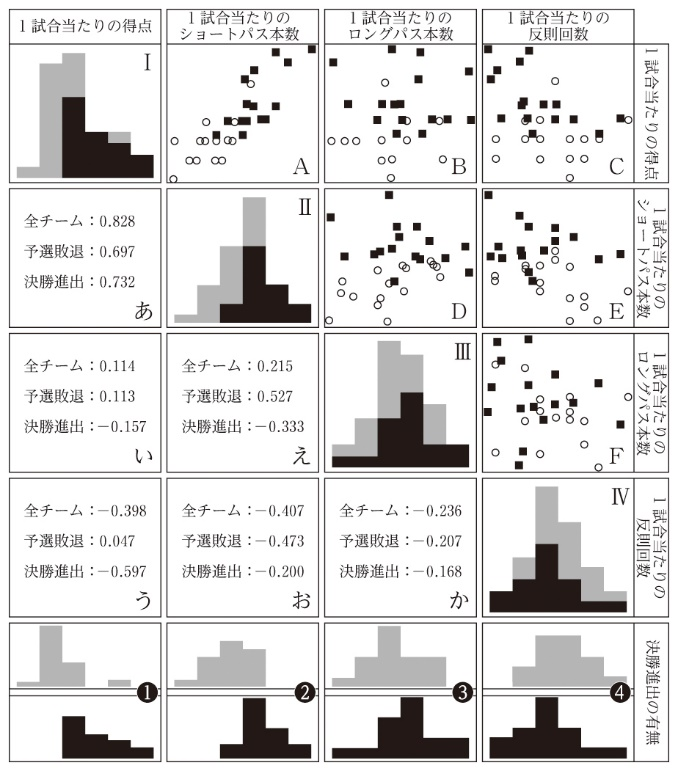 1試合当たりの得点
1試合当たりの
ショートパス本数
1試合当たりの
ロングパス本数
1試合当たりの
反則回数
Ⅰ
A
B
C
1試合当たりの得点
全チーム：0.828
予選敗退：0.697
決勝進出：0.732
あ
Ⅱ
D
E
1試合当たりの
ショートパス本数
全チーム：0.114
予選敗退：0.113
決勝進出：−0.157
い
全チーム：0.215
予選敗退：0.527
決勝進出：−0.333
え
Ⅲ
F
1試合当たりの
ロングパス本数
全チーム：−0.398
予選敗退：0.047
決勝進出：−0.597
う
全チーム：−0.407
予選敗退：−0.473
決勝進出：−0.200
お
全チーム：−0.236
予選敗退：−0.207
決勝進出：−0.168
か
Ⅳ
1試合当たりの
反則回数
❶
❷
❸
❹
決勝進出の有無